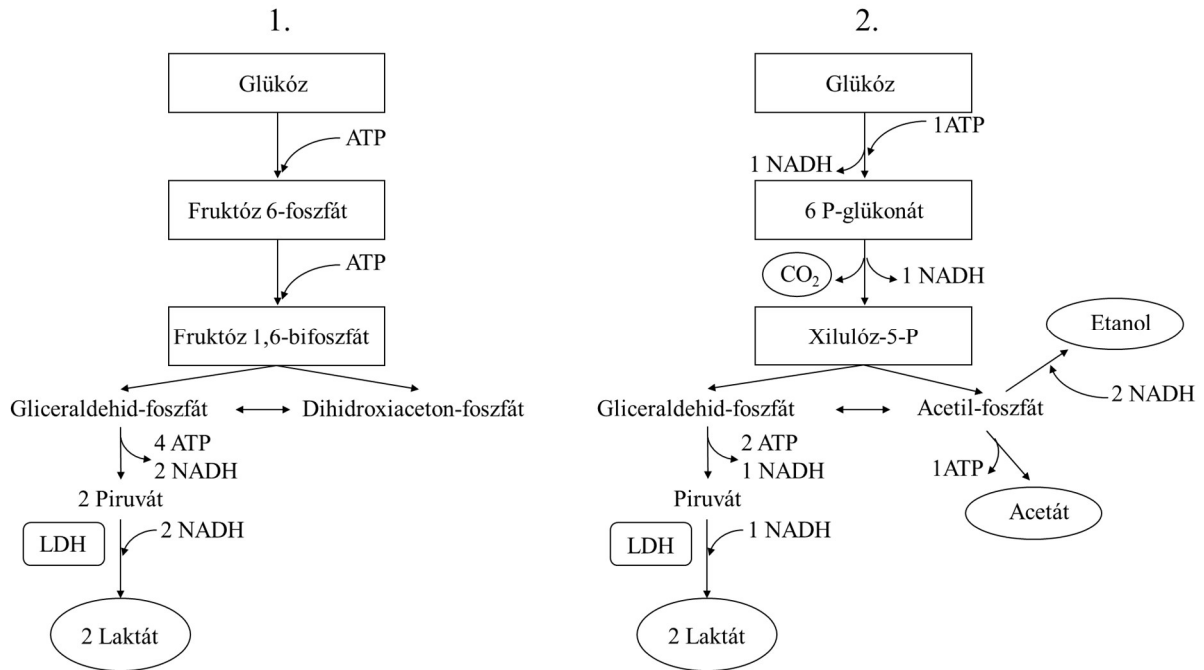 1.
Glükóz
ATP
Fruktóz 6-foszfát
ATP
Fruktóz 1,6-bifoszfát
Gliceraldehid-foszfát
Dihidroxiaceton-foszfát
4 ATP
2 NADH
2 Piruvát
LDH
2 NADH
2 Laktát
2.
Glükóz
1ATP
1 NADH
6 P-glükonát
CO₂
1 NADH
Xilulóz-5-P
Etanol
2 NADH
Gliceraldehid-foszfát
Acetil-foszfát
2 ATP
1 NADH
1ATP
Piruvát
Acetát
LDH
1 NADH
2 Laktát